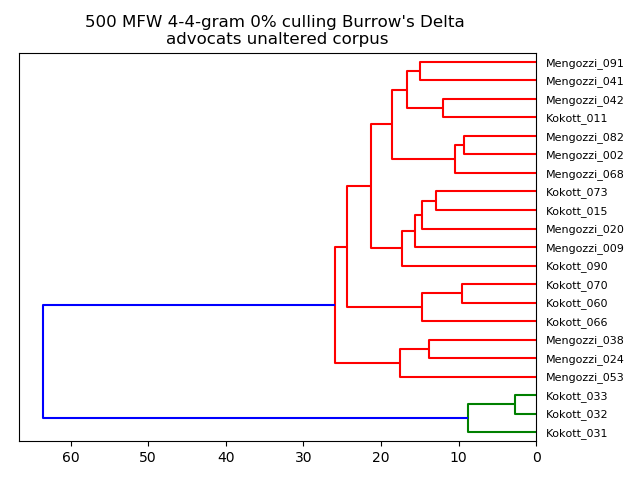 500 MFW 4-4-gram 0% culling Burrow's Delta
advocats unaltered corpus
Mengozzi_091
Mengozzi_041
Mengozzi_042
Kokott_011
Mengozzi_082
Mengozzi_002
Mengozzi_068
Kokott_073
Kokott_015
Mengozzi_020
Mengozzi_009
Kokott_090
Kokott_070
Kokott_060
Kokott_066
Mengozzi_038
Mengozzi_024
Mengozzi_053
Kokott_033
Kokott_032
Kokott_031
60 50 40 30 20 10 0